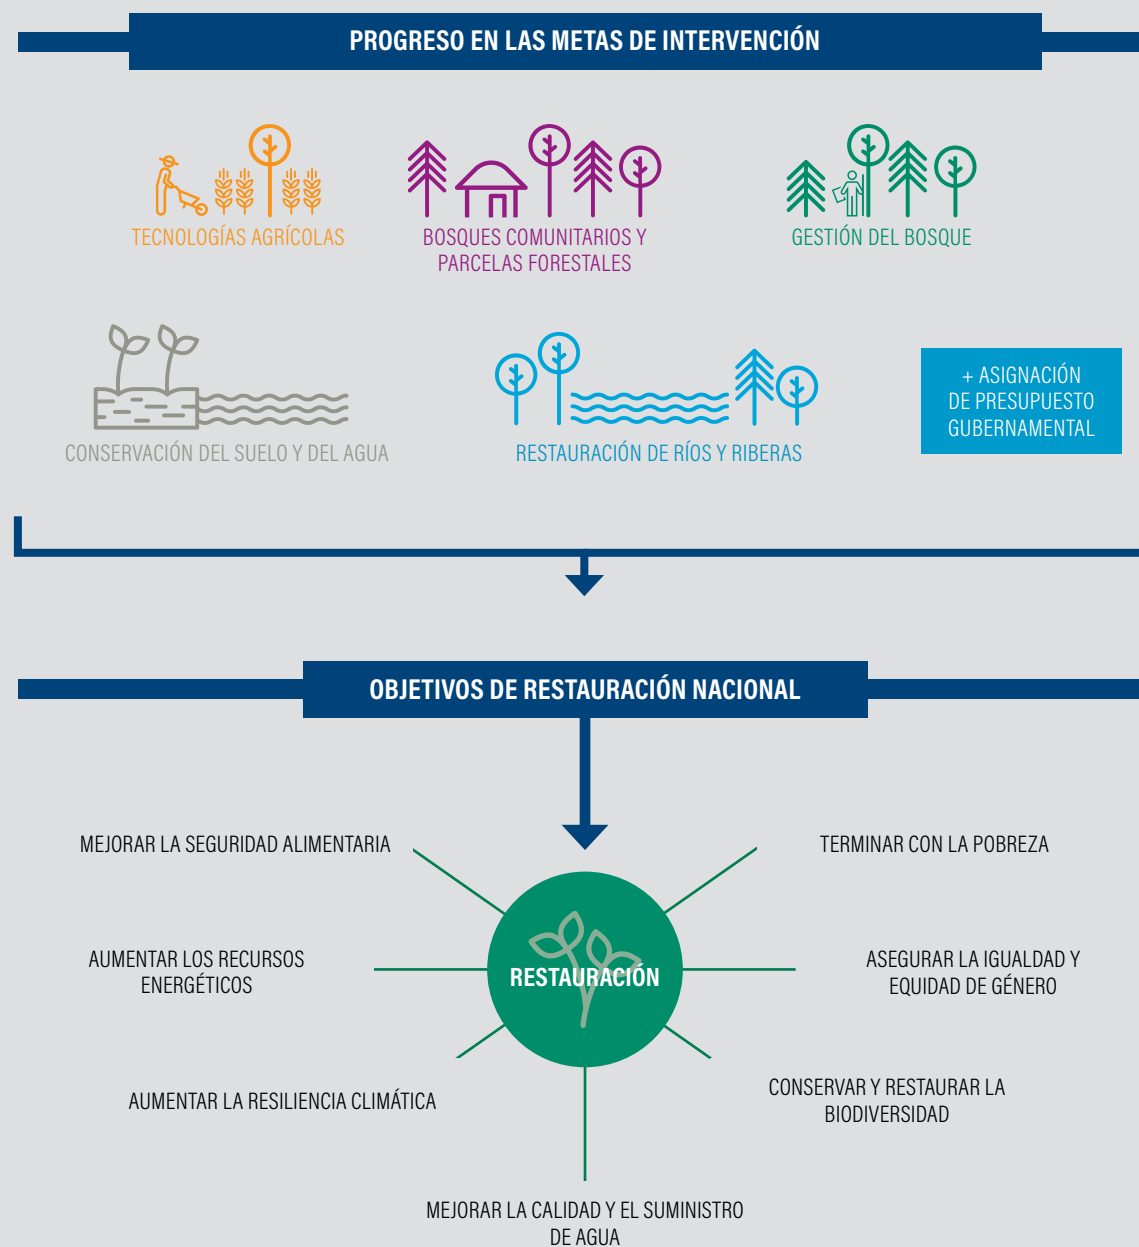 PROGRESO EN LAS METAS DE INTERVENCIÓN
TECNOLOGÍAS AGRÍCOLAS
BOSQUES COMUNITARIOS Y
PARCELAS FORESTALES
GESTIÓN DEL BOSQUE
CONSERVACIÓN DEL SUELO Y DEL AGUA
RESTAURACIÓN DE RÍOS Y RIBERAS
+ ASIGNACIÓN
DE PRESUPUESTO
GUBERNAMENTAL
OBJETIVOS DE RESTAURACIÓN NACIONAL
MEJORAR LA SEGURIDAD ALIMENTARIA
TERMINAR CON LA POBREZA
AUMENTAR LOS RECURSOS
ENERGÉTICOS
RESTAURACIÓN
ASEGURAR LA IGUALDAD Y
EQUIDAD DE GÉNERO
AUMENTAR LA RESILIENCIA CLIMÁTICA
CONSERVAR Y RESTAURAR LA
BIODIVERSIDAD
MEJORAR LA CALIDAD Y EL SUMINISTRO
DE AGUA